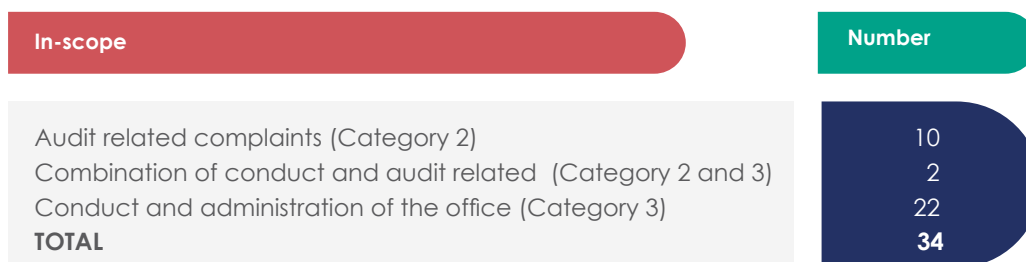 In-scope Number
Audit related complaints (Category 2) 10
Combination of conduct and audit related (Category 2 and 3) 2
Conduct and administration of the office (Category 3) 22
TOTAL 34